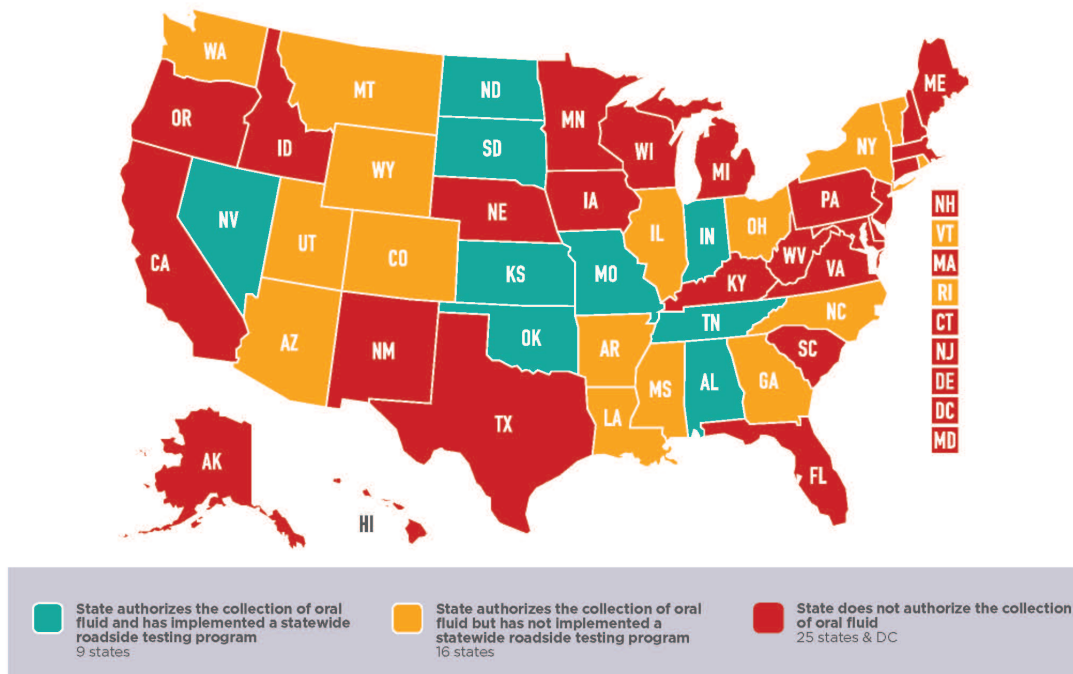 WA
MT
ND
MN
ME
OR
ID
SD
WI
MI
NY
WY
NE
IA
PA
NV
UT
CO
IL
IN
OH
WV
VA
CA
KS
MO
KY
NC
AZ
NM
OK
AR
TN
SC
TX
LA
MS
AL
GA
FL
AK
HI
NH
VT
MA
RI
CT
NJ
DE
DC
MD
State authorizes the collection of oral
fluid and has implemented a statewide
roadside testing program
9 states
State authorizes the collection of oral
fluid but has not implemented a
statewide roadside testing program
16 states
State does not authorize the collection
of oral fluid
25 states & DC